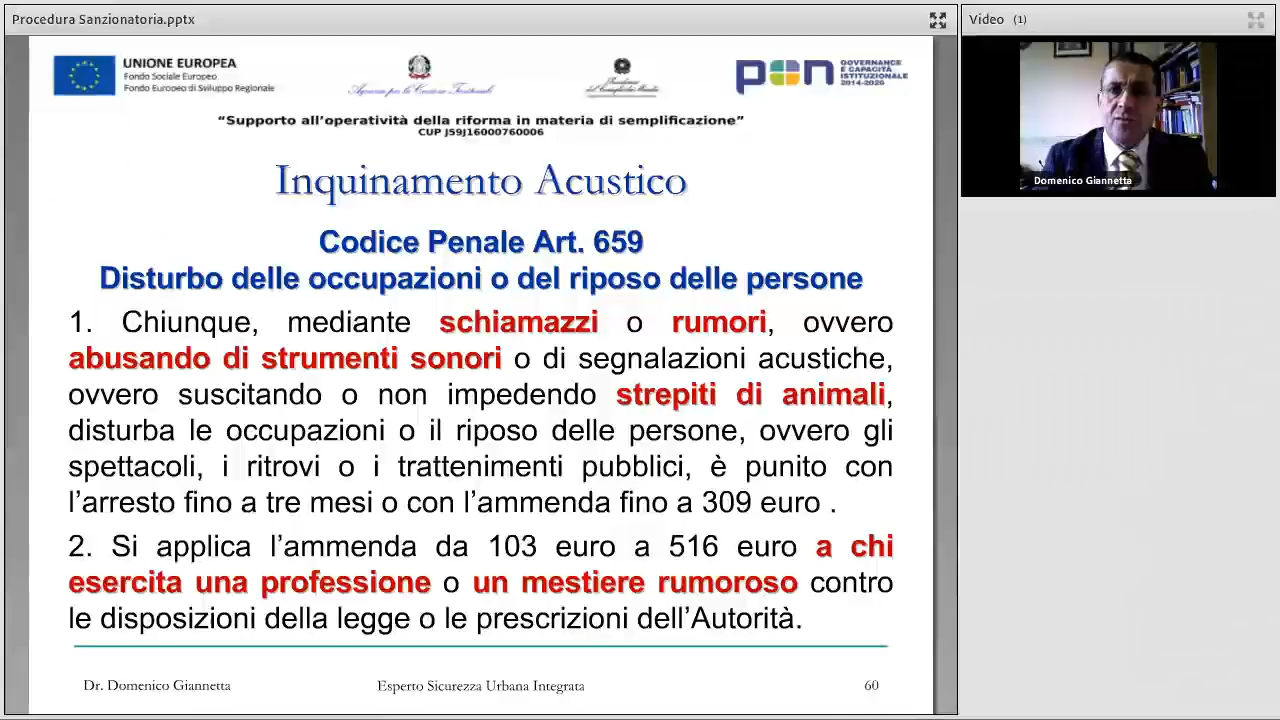 Procedura Sanzionatoria.pptx
Video (1)
UNIONE EUROPEA
Fondo Sociale Europeo
Fondo Europeo di Sviluppo Regionale
Agenzia per la Coesione Territoriale
pon
GOVERNANCE
E CAPACITÀ
ISTITUZIONALE
2014-2020
“Supporto all’operatività della riforma in materia di semplificazione”
CUP J59J16000760006
Inquinamento Acustico
Codice Penale Art. 659
Disturbo delle occupazioni o del riposo delle persone
1. Chiunque, mediante schiamazzi o rumori, ovvero
abusando di strumenti sonori o di segnalazioni acustiche,
ovvero suscitando o non impedendo strepiti di animali,
disturba le occupazioni o il riposo delle persone, ovvero gli
spettacoli, i ritrovi o i trattenimenti pubblici, è punito con
l’arresto fino a tre mesi o con l’ammenda fino a 309 euro .
2. Si applica l’ammenda da 103 euro a 516 euro a chi
esercita una professione o un mestiere rumoroso contro
le disposizioni della legge o le prescrizioni dell’Autorità.
Dr. Domenico Giannetta
Esperto Sicurezza Urbana Integrata
60
Domenico Giannetta